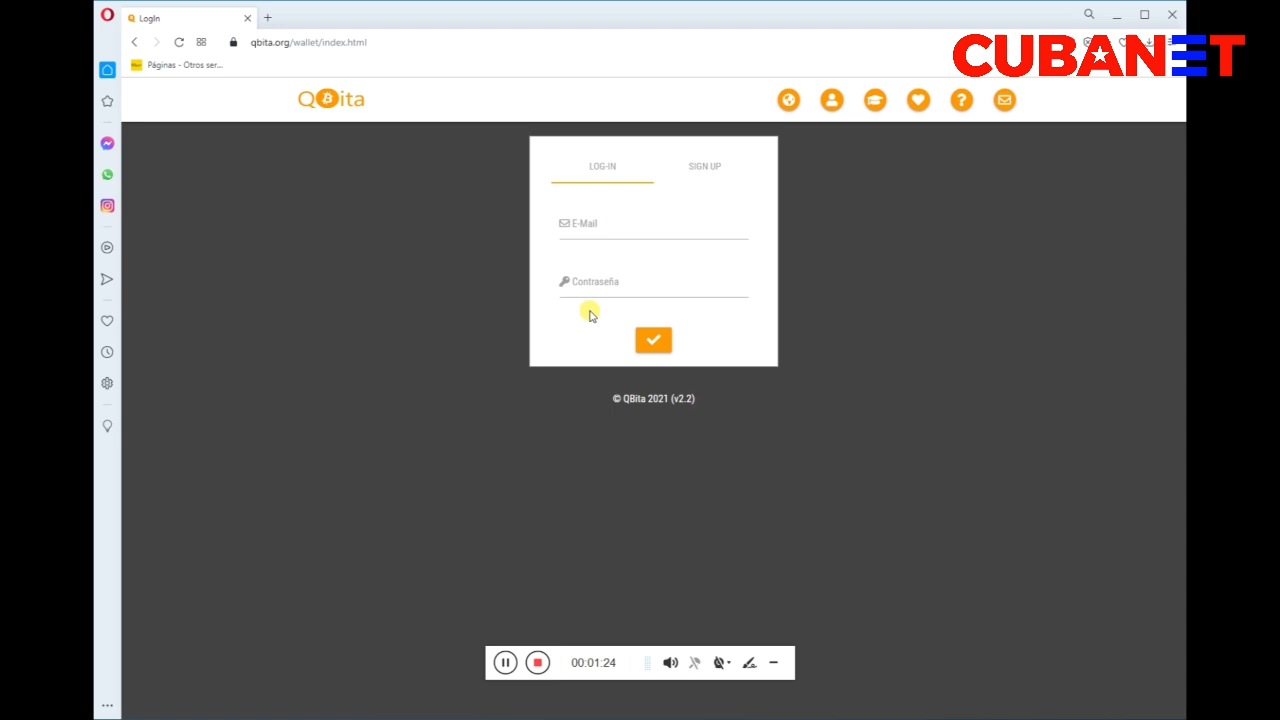 LogIn
qbita.org/wallet/index.html
Páginas - Otros ser...
CUBANET
QBita
LOG-IN SIGN UP
E-Mail
Contraseña
© QBita 2021 (v2.2)
00:01:24